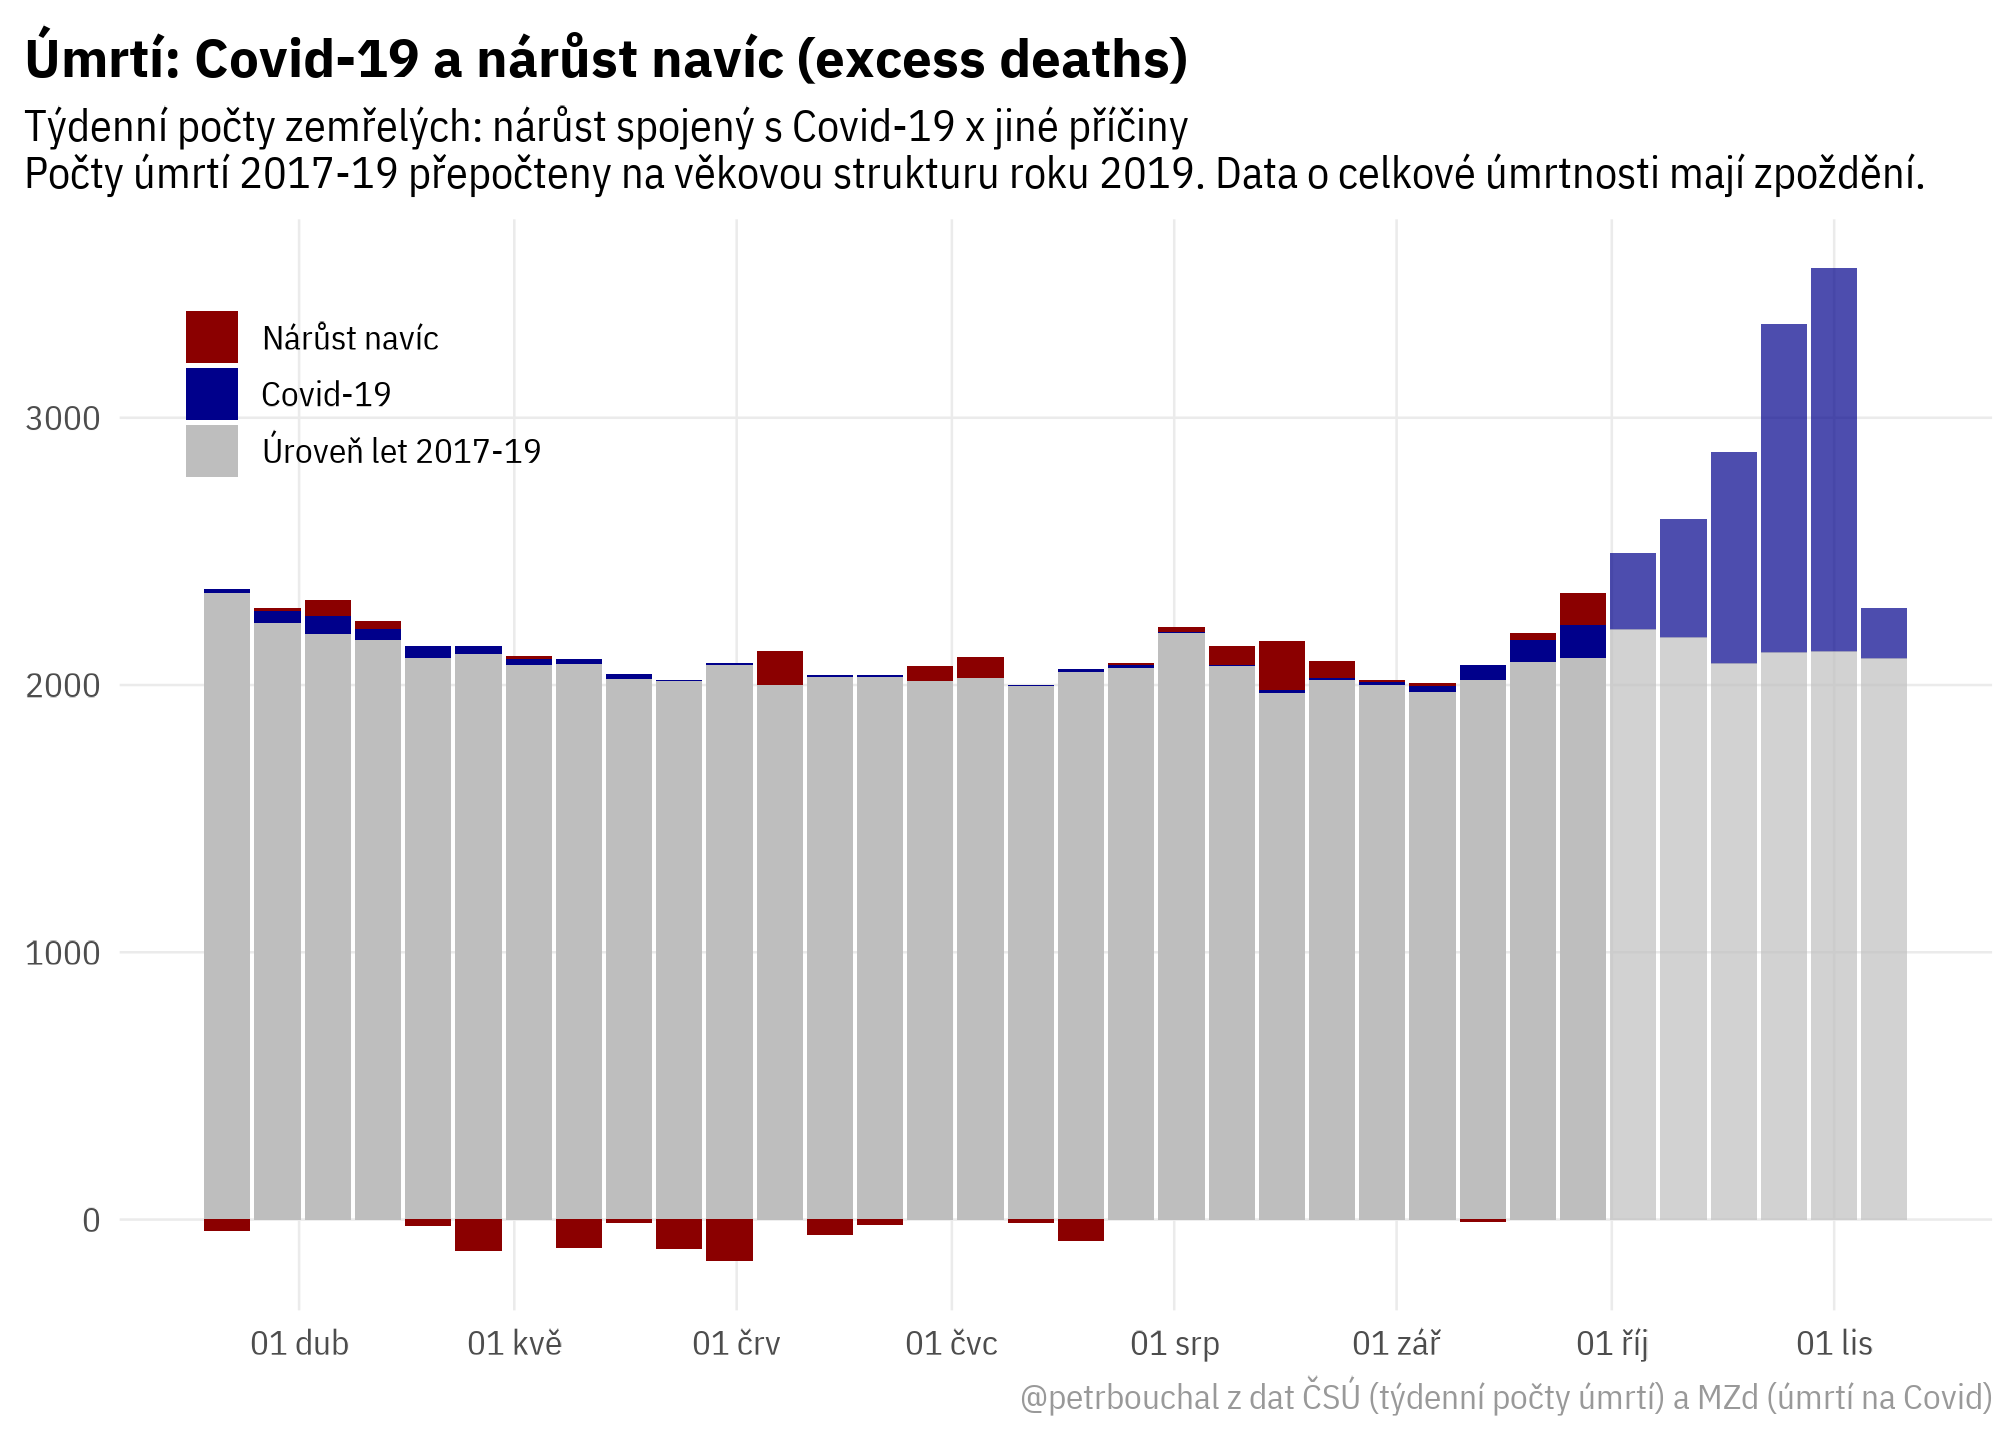 Úmrtí: Covid-19 a nárůst navíc (excess deaths)
Týdenní počty zemřelých: nárůst spojený s Covid-19 x jiné příčiny
Počty úmrtí 2017-19 přepočteny na věkovou strukturu roku 2019. Data o celkové úmrtnosti mají zpoždění.
Nárůst navíc
Covid-19
Úroveň let 2017-19
3000
2000
1000
0
01 dub 01 kvě 01 črv 01 čvc 01 srp 01 zář 01 říj 01 lis
@petrbouchal z dat ČSÚ (týdenní počty úmrtí) a MZd (úmrtí na Covid)